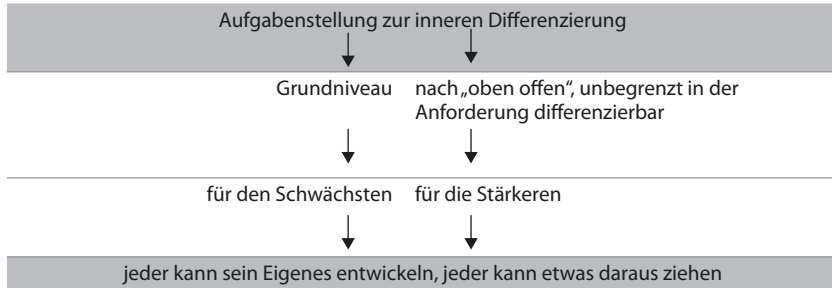 Aufgabenstellung zur inneren Differenzierung
Grundniveau
nach „oben offen“, unbegrenzt in der
Anforderung differenzierbar
für den Schwächsten
für die Stärkeren
jeder kann sein Eigenes entwickeln, jeder kann etwas daraus ziehen